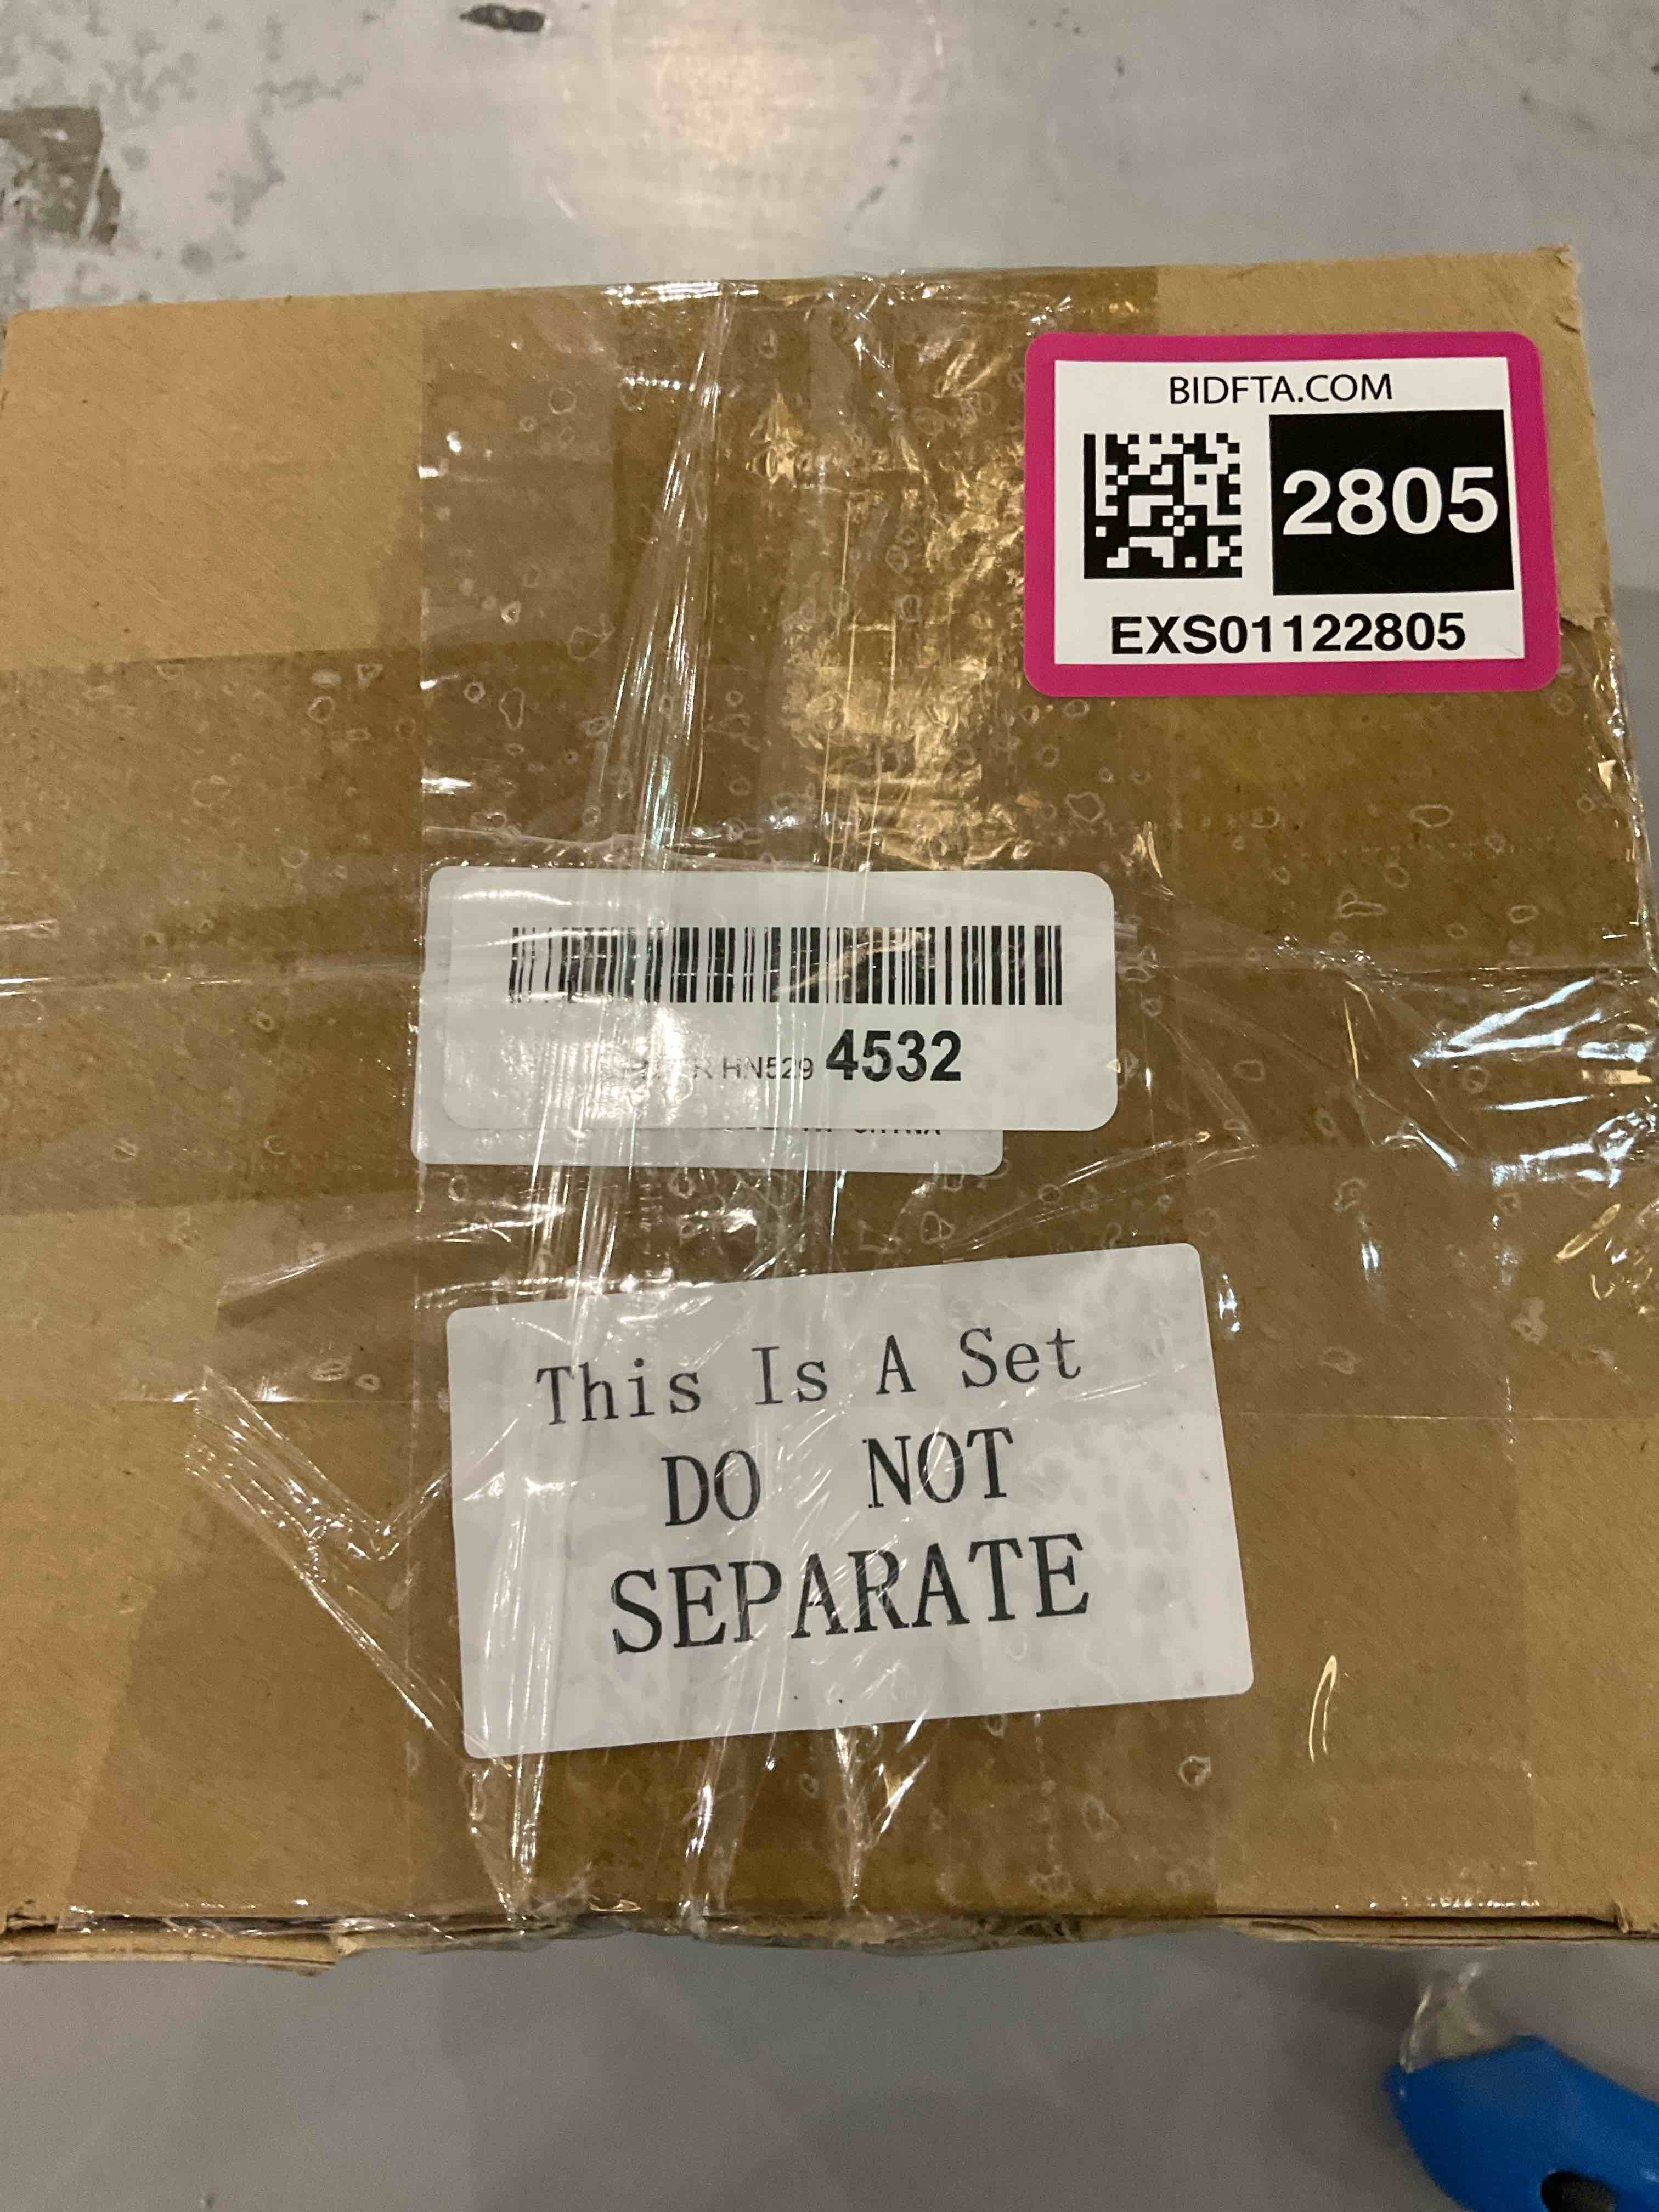 BIDFTA.COM
2805
EXS01122805
HN529 4532
This Is A Set
DO NOT
SEPARATE